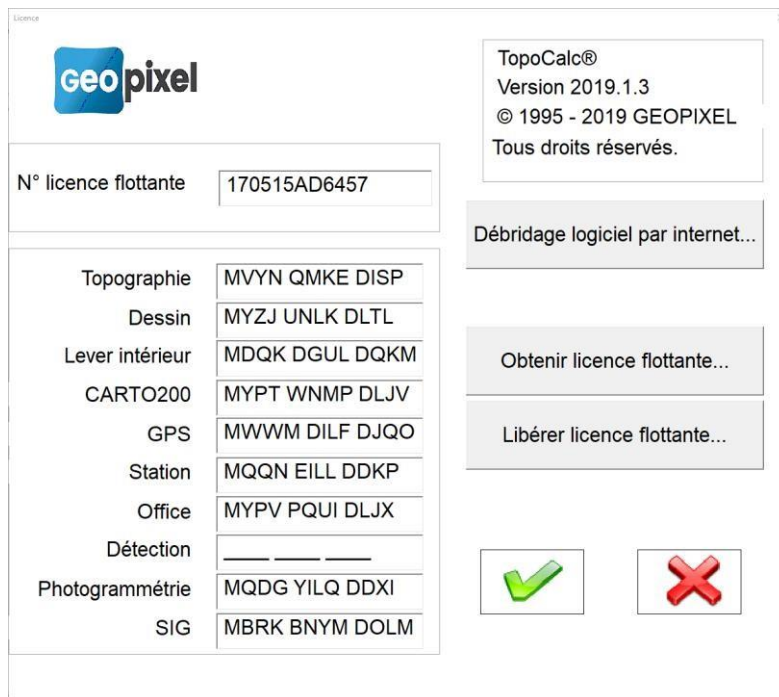 Licence
Geopixel
TopoCalc®
Version 2019.1.3
© 1995 - 2019 GEOPIXEL
Tous droits réservés.
N° licence flottante 170515AD6457
Débridage logiciel par internet...
Topographie MVYN QMKE DISP
Dessin MYZJ UNLK DLTL
Lever intérieur MDQK DGUL DQKM
CARTO200 MYPT WNMP DLJV
GPS MWWM DILF DJQO
Station MQQN EILL DDKP
Office MYPV PQUI DLJX
Détection ____ ____ ____
Photogrammétrie MQDG YILQ DDXI
SIG MBRK BNYM DOLM
Obtenir licence flottante...
Libérer licence flottante...